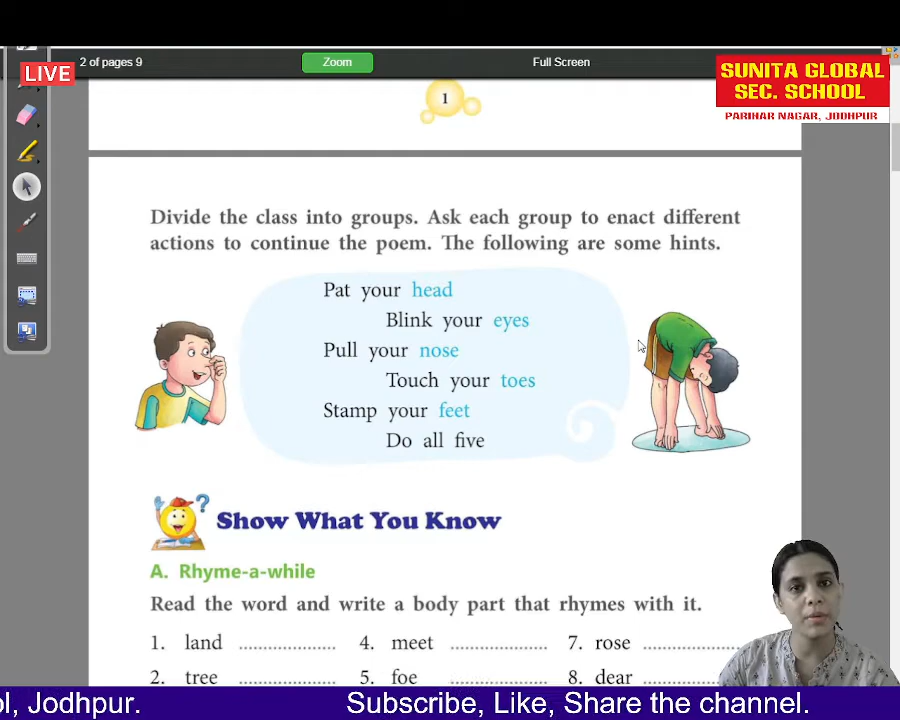 2 of pages 9
Zoom
Full Screen
LIVE
SUNITA GLOBAL
SEC. SCHOOL
PARIHAR NAGAR, JODHPUR
1
Divide the class into groups. Ask each group to enact different
actions to continue the poem. The following are some hints.
Pat your head
Blink your eyes
Pull your nose
Touch your toes
Stamp your feet
Do all five
?
Show What You Know
A. Rhyme-a-while
Read the word and write a body part that rhymes with it.
1. land .................... 4. meet .................... 7. rose ....................
2. tree .................... 5. foe .................... 8. dear ....................
ol, Jodhpur. Subscribe, Like, Share the channel.